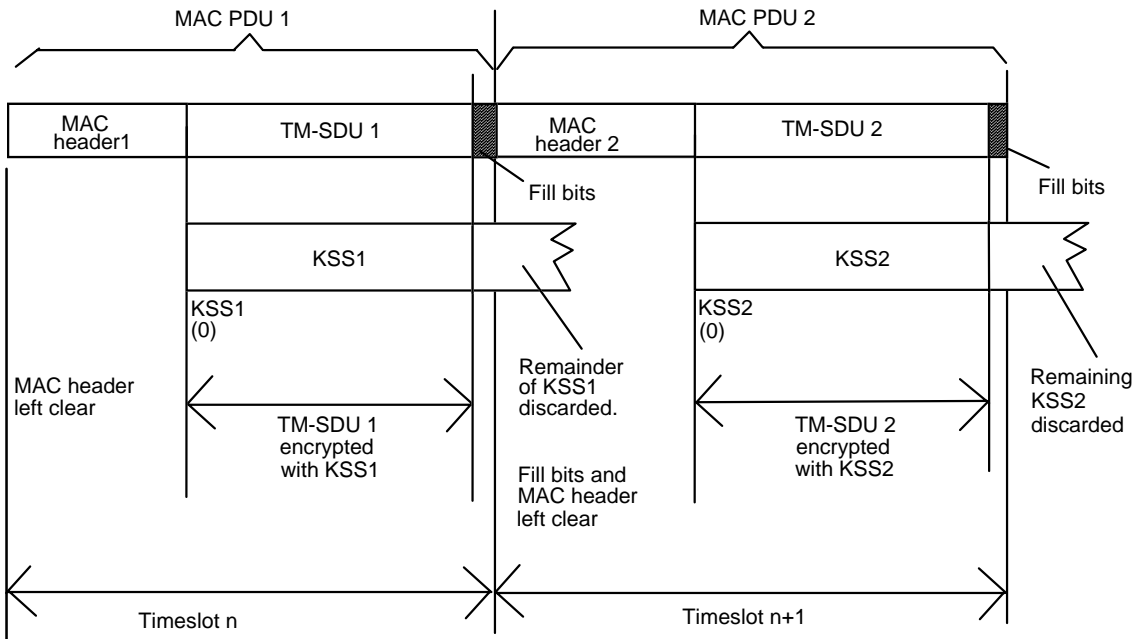 MAC PDU 1
MAC PDU 2
MAC
header1
TM-SDU 1
MAC
header 2
TM-SDU 2
Fill bits
Fill bits
KSS1
KSS2
KSS1
(0)
KSS2
(0)
MAC header
left clear
Remainder
of KSS1
discarded.
Remaining
KSS2
discarded
TM-SDU 1
encrypted
with KSS1
TM-SDU 2
encrypted
with KSS2
Fill bits and
MAC header
left clear
Timeslot n
Timeslot n+1